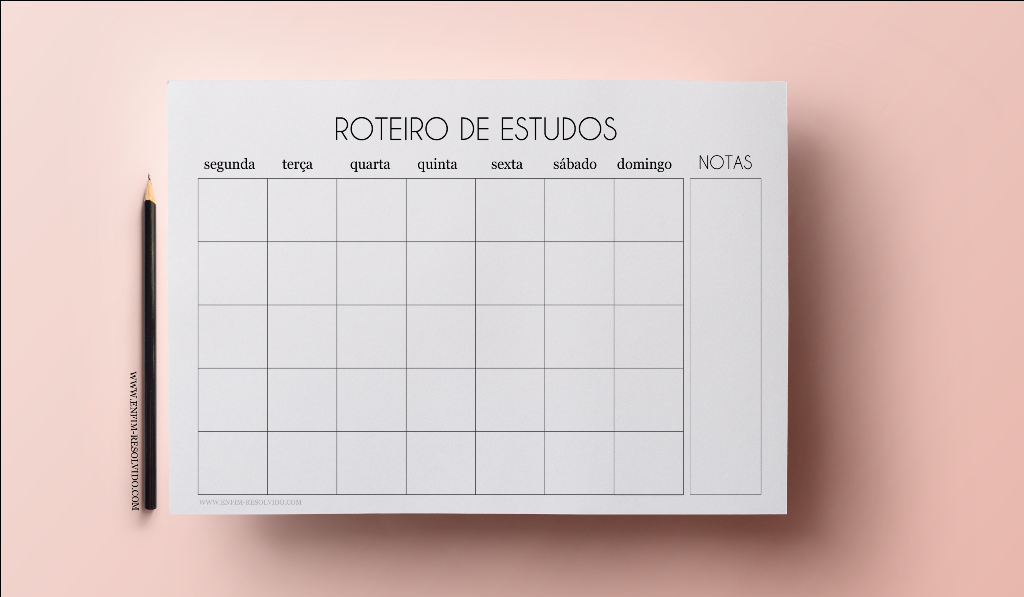 ROTEIRO DE ESTUDOS
segunda terça quarta quinta sexta sábado domingo NOTAS
WWW.ENFIM-RESOLVIDO.COM
WWW.ENFIM-RESOLVIDO.COM